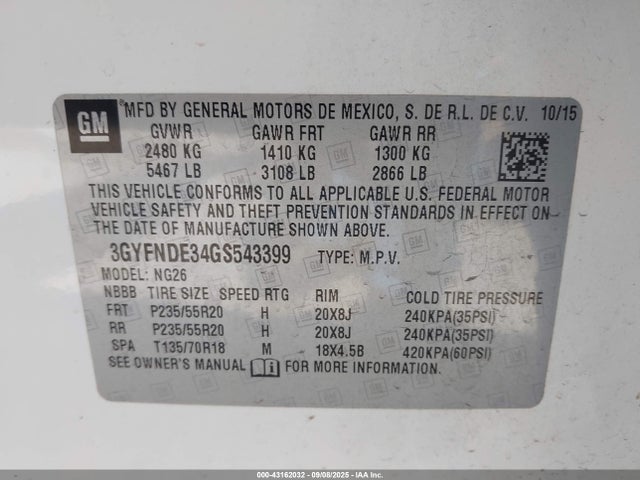 GM
® MFD BY GENERAL MOTORS DE MEXICO, S. DE R.L. DE C.V. 10/15
GVWR GAWR FRT GAWR RR
2480 KG 1410 KG 1300 KG
5467 LB 3108 LB 2866 LB
THIS VEHICLE CONFORMS TO ALL APPLICABLE U.S. FEDERAL MOTOR
VEHICLE SAFETY AND THEFT PREVENTION STANDARDS IN EFFECT ON
THE DATE OF MANUFACTURE SHOWN ABOVE.
3GYFNDE34GS543399 TYPE: M.P.V.
MODEL: NG26
NBBB TIRE SIZE SPEED RTG RIM COLD TIRE PRESSURE
FRT P235/55R20 H 20X8J 240KPA(35PSI)
RR P235/55R20 H 20X8J 240KPA(35PSI)
SPA T135/70R18 M 18X4.5B 420KPA(60PSI)
SEE OWNER'S MANUAL FOR MORE INFORMATION.
000-43162032 - 09/08/2025 - IAAI.CA